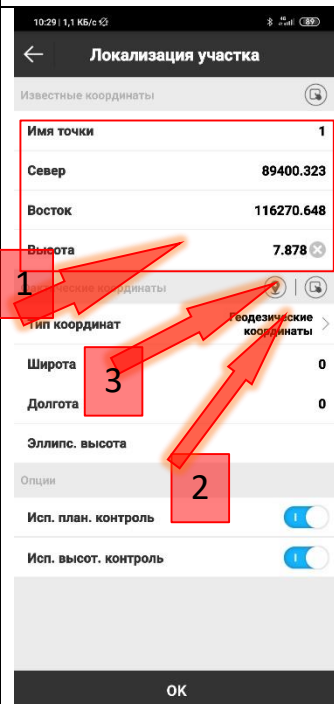 10:29 | 1,1 КБ/с
4G
89
Локализация участка
Известные координаты
Имя точки 1
Север 89400.323
Восток 116270.648
Высота 7.878
1
координаты
Тип координат Геодезические
координаты
Широта 0
3
Долгота 0
Эллипс. высота
2
Опции
Исп. план. контроль
Исп. высот. контроль
OK